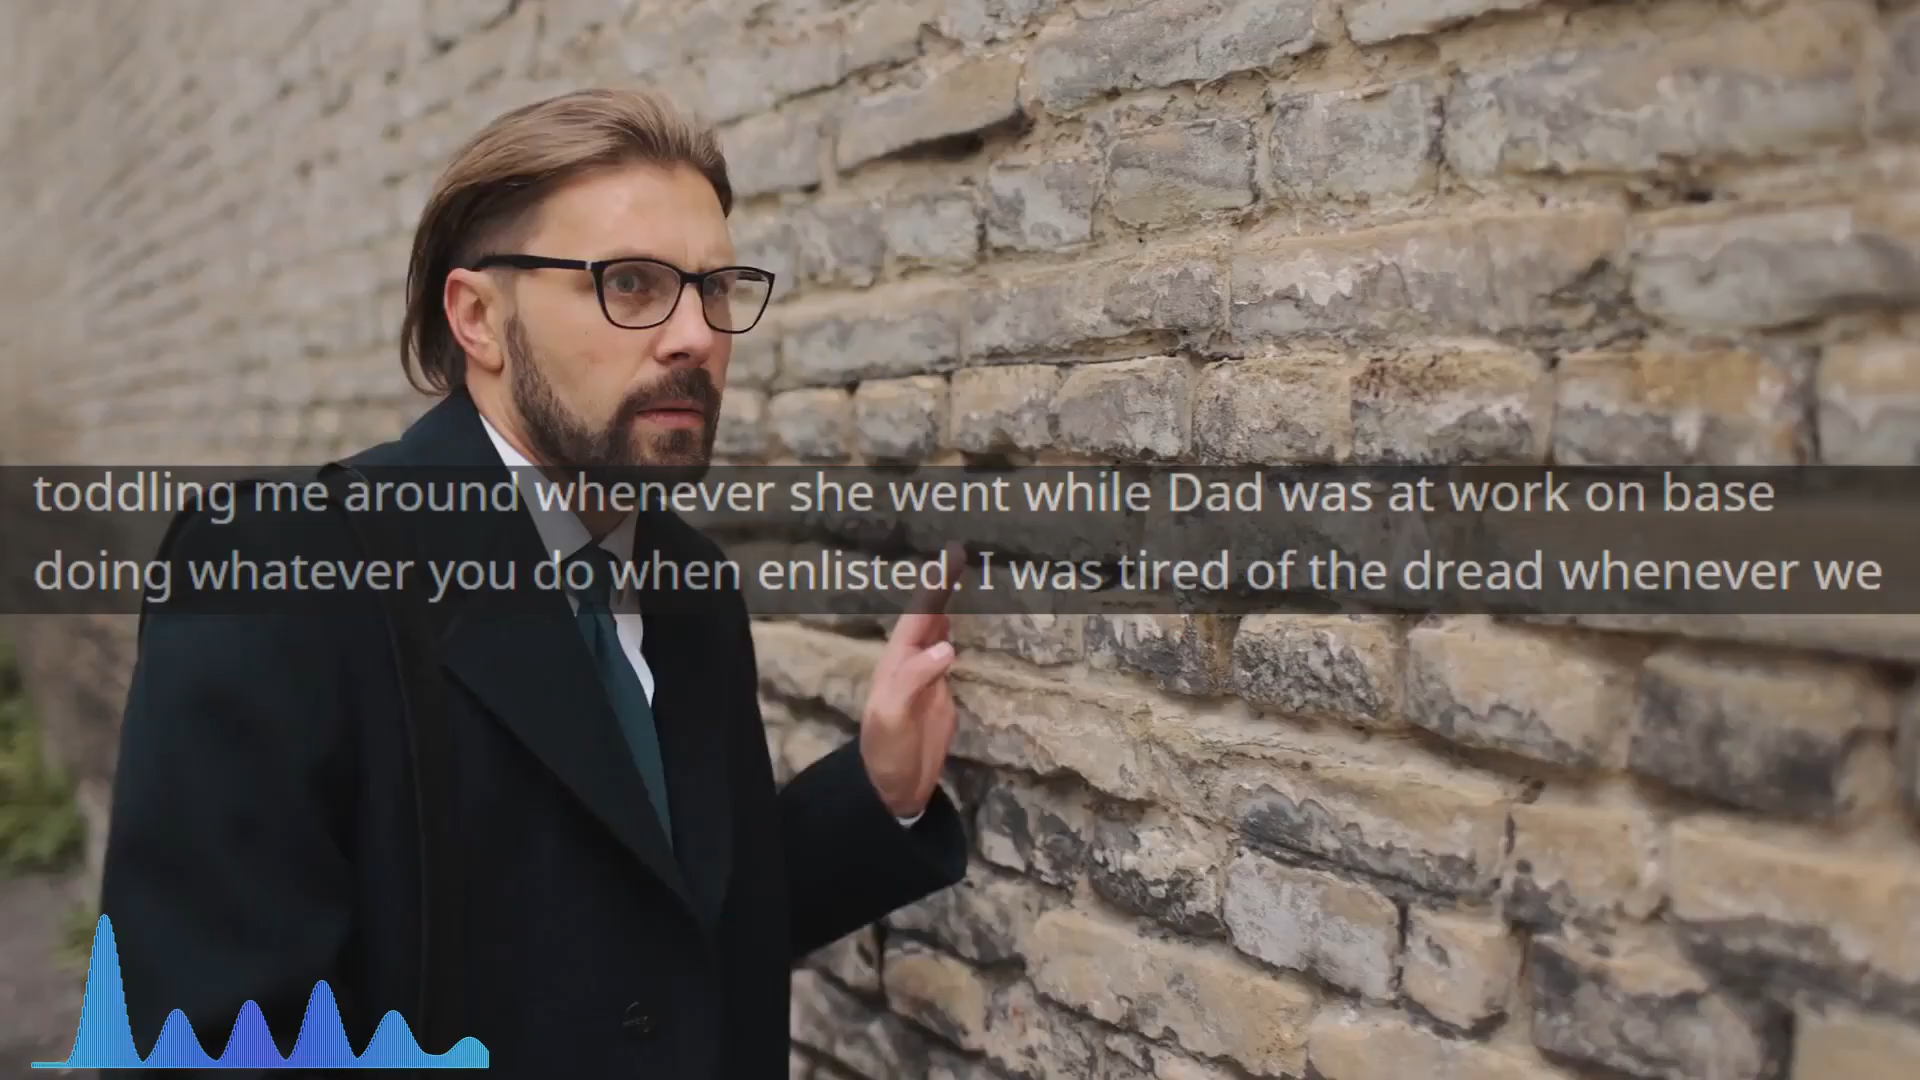 toddling me around whenever she went while Dad was at work on base
doing whatever you do when enlisted. I was tired of the dread whenever we